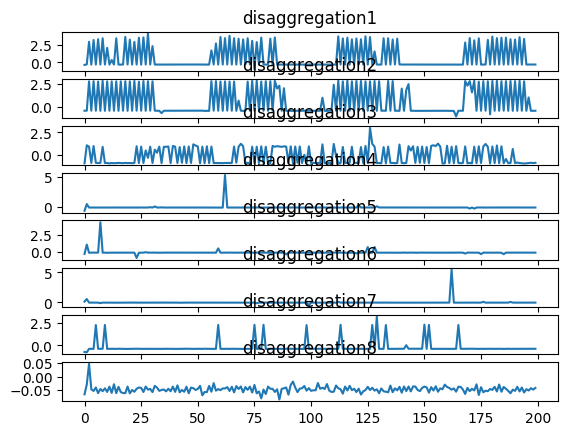 disaggregation1
2.5
0.0
disaggregation2
2.5
0.0
disaggregation3
2.5
0.0
disaggregation4
5
0
disaggregation5
2.5
0.0
disaggregation6
5
0
disaggregation7
2.5
0.0
disaggregation8
0.05
0.00
−0.05
0 25 50 75 100 125 150 175 200